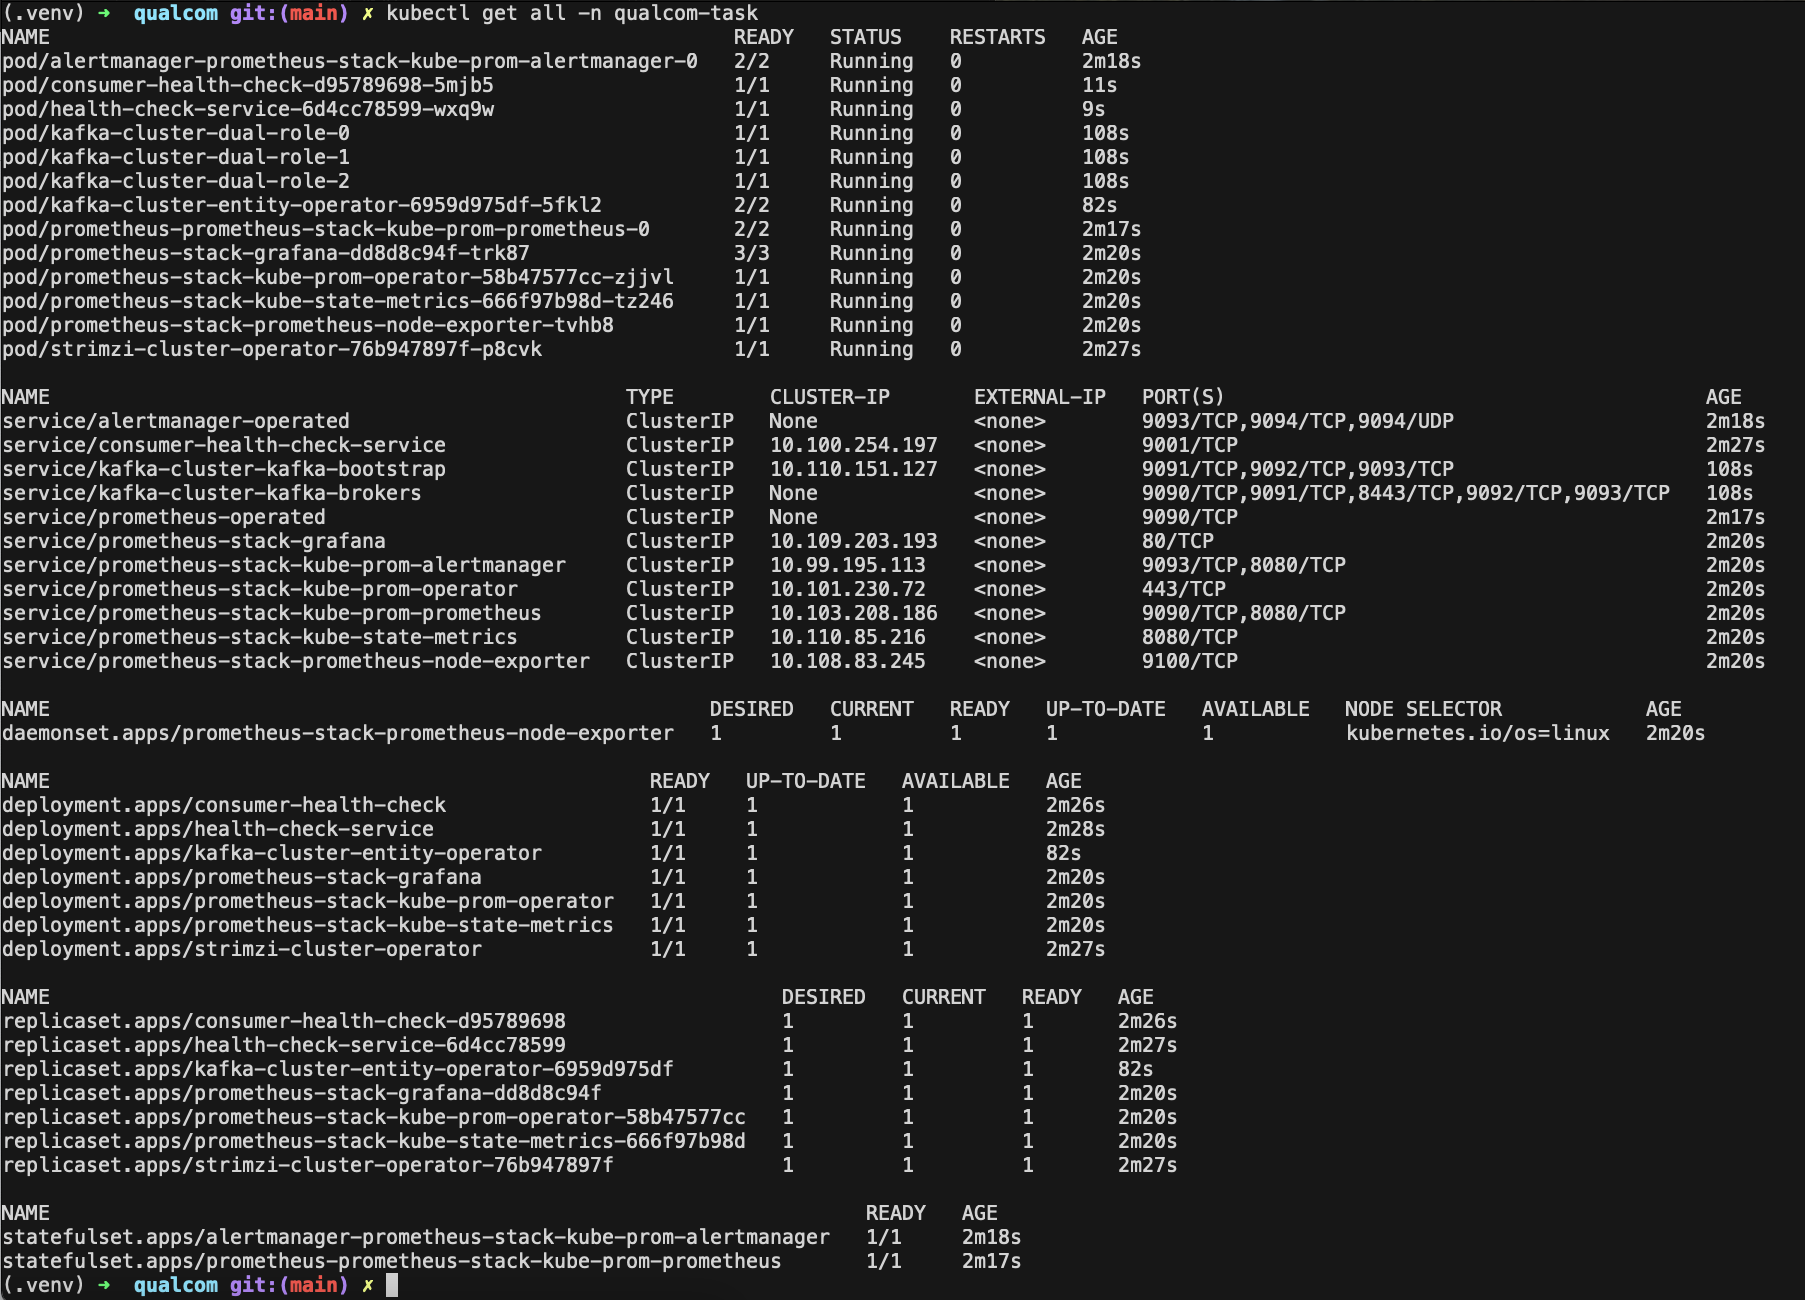 (.venv) ➜  qualcom git:(main) ✗ kubectl get all -n qualcom-task
NAME                                                         READY   STATUS    RESTARTS   AGE
pod/alertmanager-prometheus-stack-kube-prom-alertmanager-0   2/2     Running   0          2m18s
pod/consumer-health-check-d95789698-5mjb5                    1/1     Running   0          11s
pod/health-check-service-6d4cc78599-wxq9w                    1/1     Running   0          9s
pod/kafka-cluster-dual-role-0                                1/1     Running   0          108s
pod/kafka-cluster-dual-role-1                                1/1     Running   0          108s
pod/kafka-cluster-dual-role-2                                1/1     Running   0          108s
pod/kafka-cluster-entity-operator-6959d975df-5fkl2           2/2     Running   0          82s
pod/prometheus-prometheus-stack-kube-prom-prometheus-0       2/2     Running   0          2m17s
pod/prometheus-stack-grafana-dd8d8c94f-trk87                 3/3     Running   0          2m20s
pod/prometheus-stack-kube-prom-operator-58b47577cc-zjjvl     1/1     Running   0          2m20s
pod/prometheus-stack-kube-state-metrics-666f97b98d-tz246     1/1     Running   0          2m20s
pod/prometheus-stack-prometheus-node-exporter-tvhb8          1/1     Running   0          2m20s
pod/strimzi-cluster-operator-76b947897f-p8cvk                1/1     Running   0          2m27s

NAME                                                TYPE        CLUSTER-IP       EXTERNAL-IP   PORT(S)                                        AGE
service/alertmanager-operated                       ClusterIP   None             <none>        9093/TCP,9094/TCP,9094/UDP                     2m18s
service/consumer-health-check-service               ClusterIP   10.100.254.197   <none>        9001/TCP                                       2m27s
service/kafka-cluster-kafka-bootstrap               ClusterIP   10.110.151.127   <none>        9091/TCP,9092/TCP,9093/TCP                     108s
service/kafka-cluster-kafka-brokers                 ClusterIP   None             <none>        9090/TCP,9091/TCP,8443/TCP,9092/TCP,9093/TCP   108s
service/prometheus-operated                         ClusterIP   None             <none>        9090/TCP                                       2m17s
service/prometheus-stack-grafana                    ClusterIP   10.109.203.193   <none>        80/TCP                                         2m20s
service/prometheus-stack-kube-prom-alertmanager     ClusterIP   10.99.195.113    <none>        9093/TCP,8080/TCP                              2m20s
service/prometheus-stack-kube-prom-operator         ClusterIP   10.101.230.72    <none>        443/TCP                                        2m20s
service/prometheus-stack-kube-prom-prometheus       ClusterIP   10.103.208.186   <none>        9090/TCP,8080/TCP                              2m20s
service/prometheus-stack-kube-state-metrics         ClusterIP   10.110.85.216    <none>        8080/TCP                                       2m20s
service/prometheus-stack-prometheus-node-exporter   ClusterIP   10.108.83.245    <none>        9100/TCP                                       2m20s

NAME                                                       DESIRED   CURRENT   READY   UP-TO-DATE   AVAILABLE   NODE SELECTOR            AGE
daemonset.apps/prometheus-stack-prometheus-node-exporter   1         1         1       1            1           kubernetes.io/os=linux   2m20s

NAME                                                  READY   UP-TO-DATE   AVAILABLE   AGE
deployment.apps/consumer-health-check                 1/1     1            1           2m26s
deployment.apps/health-check-service                  1/1     1            1           2m28s
deployment.apps/kafka-cluster-entity-operator         1/1     1            1           82s
deployment.apps/prometheus-stack-grafana              1/1     1            1           2m20s
deployment.apps/prometheus-stack-kube-prom-operator   1/1     1            1           2m20s
deployment.apps/prometheus-stack-kube-state-metrics   1/1     1            1           2m20s
deployment.apps/strimzi-cluster-operator              1/1     1            1           2m27s

NAME                                                             DESIRED   CURRENT   READY   AGE
replicaset.apps/consumer-health-check-d95789698                  1         1         1       2m26s
replicaset.apps/health-check-service-6d4cc78599                  1         1         1       2m27s
replicaset.apps/kafka-cluster-entity-operator-6959d975df         1         1         1       82s
replicaset.apps/prometheus-stack-grafana-dd8d8c94f               1         1         1       2m20s
replicaset.apps/prometheus-stack-kube-prom-operator-58b47577cc   1         1         1       2m20s
replicaset.apps/prometheus-stack-kube-state-metrics-666f97b98d   1         1         1       2m20s
replicaset.apps/strimzi-cluster-operator-76b947897f              1         1         1       2m27s

NAME                                                                    READY   AGE
statefulset.apps/alertmanager-prometheus-stack-kube-prom-alertmanager   1/1     2m18s
statefulset.apps/prometheus-prometheus-stack-kube-prom-prometheus       1/1     2m17s
(.venv) ➜  qualcom git:(main) ✗